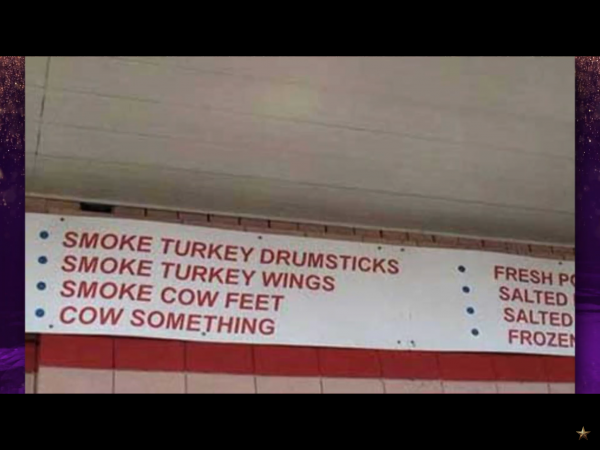 SMOKE TURKEY DRUMSTICKS
SMOKE TURKEY WINGS
SMOKE COW FEET
COW SOMETHING
FRESH
SALTED
SALTED
FROZEN